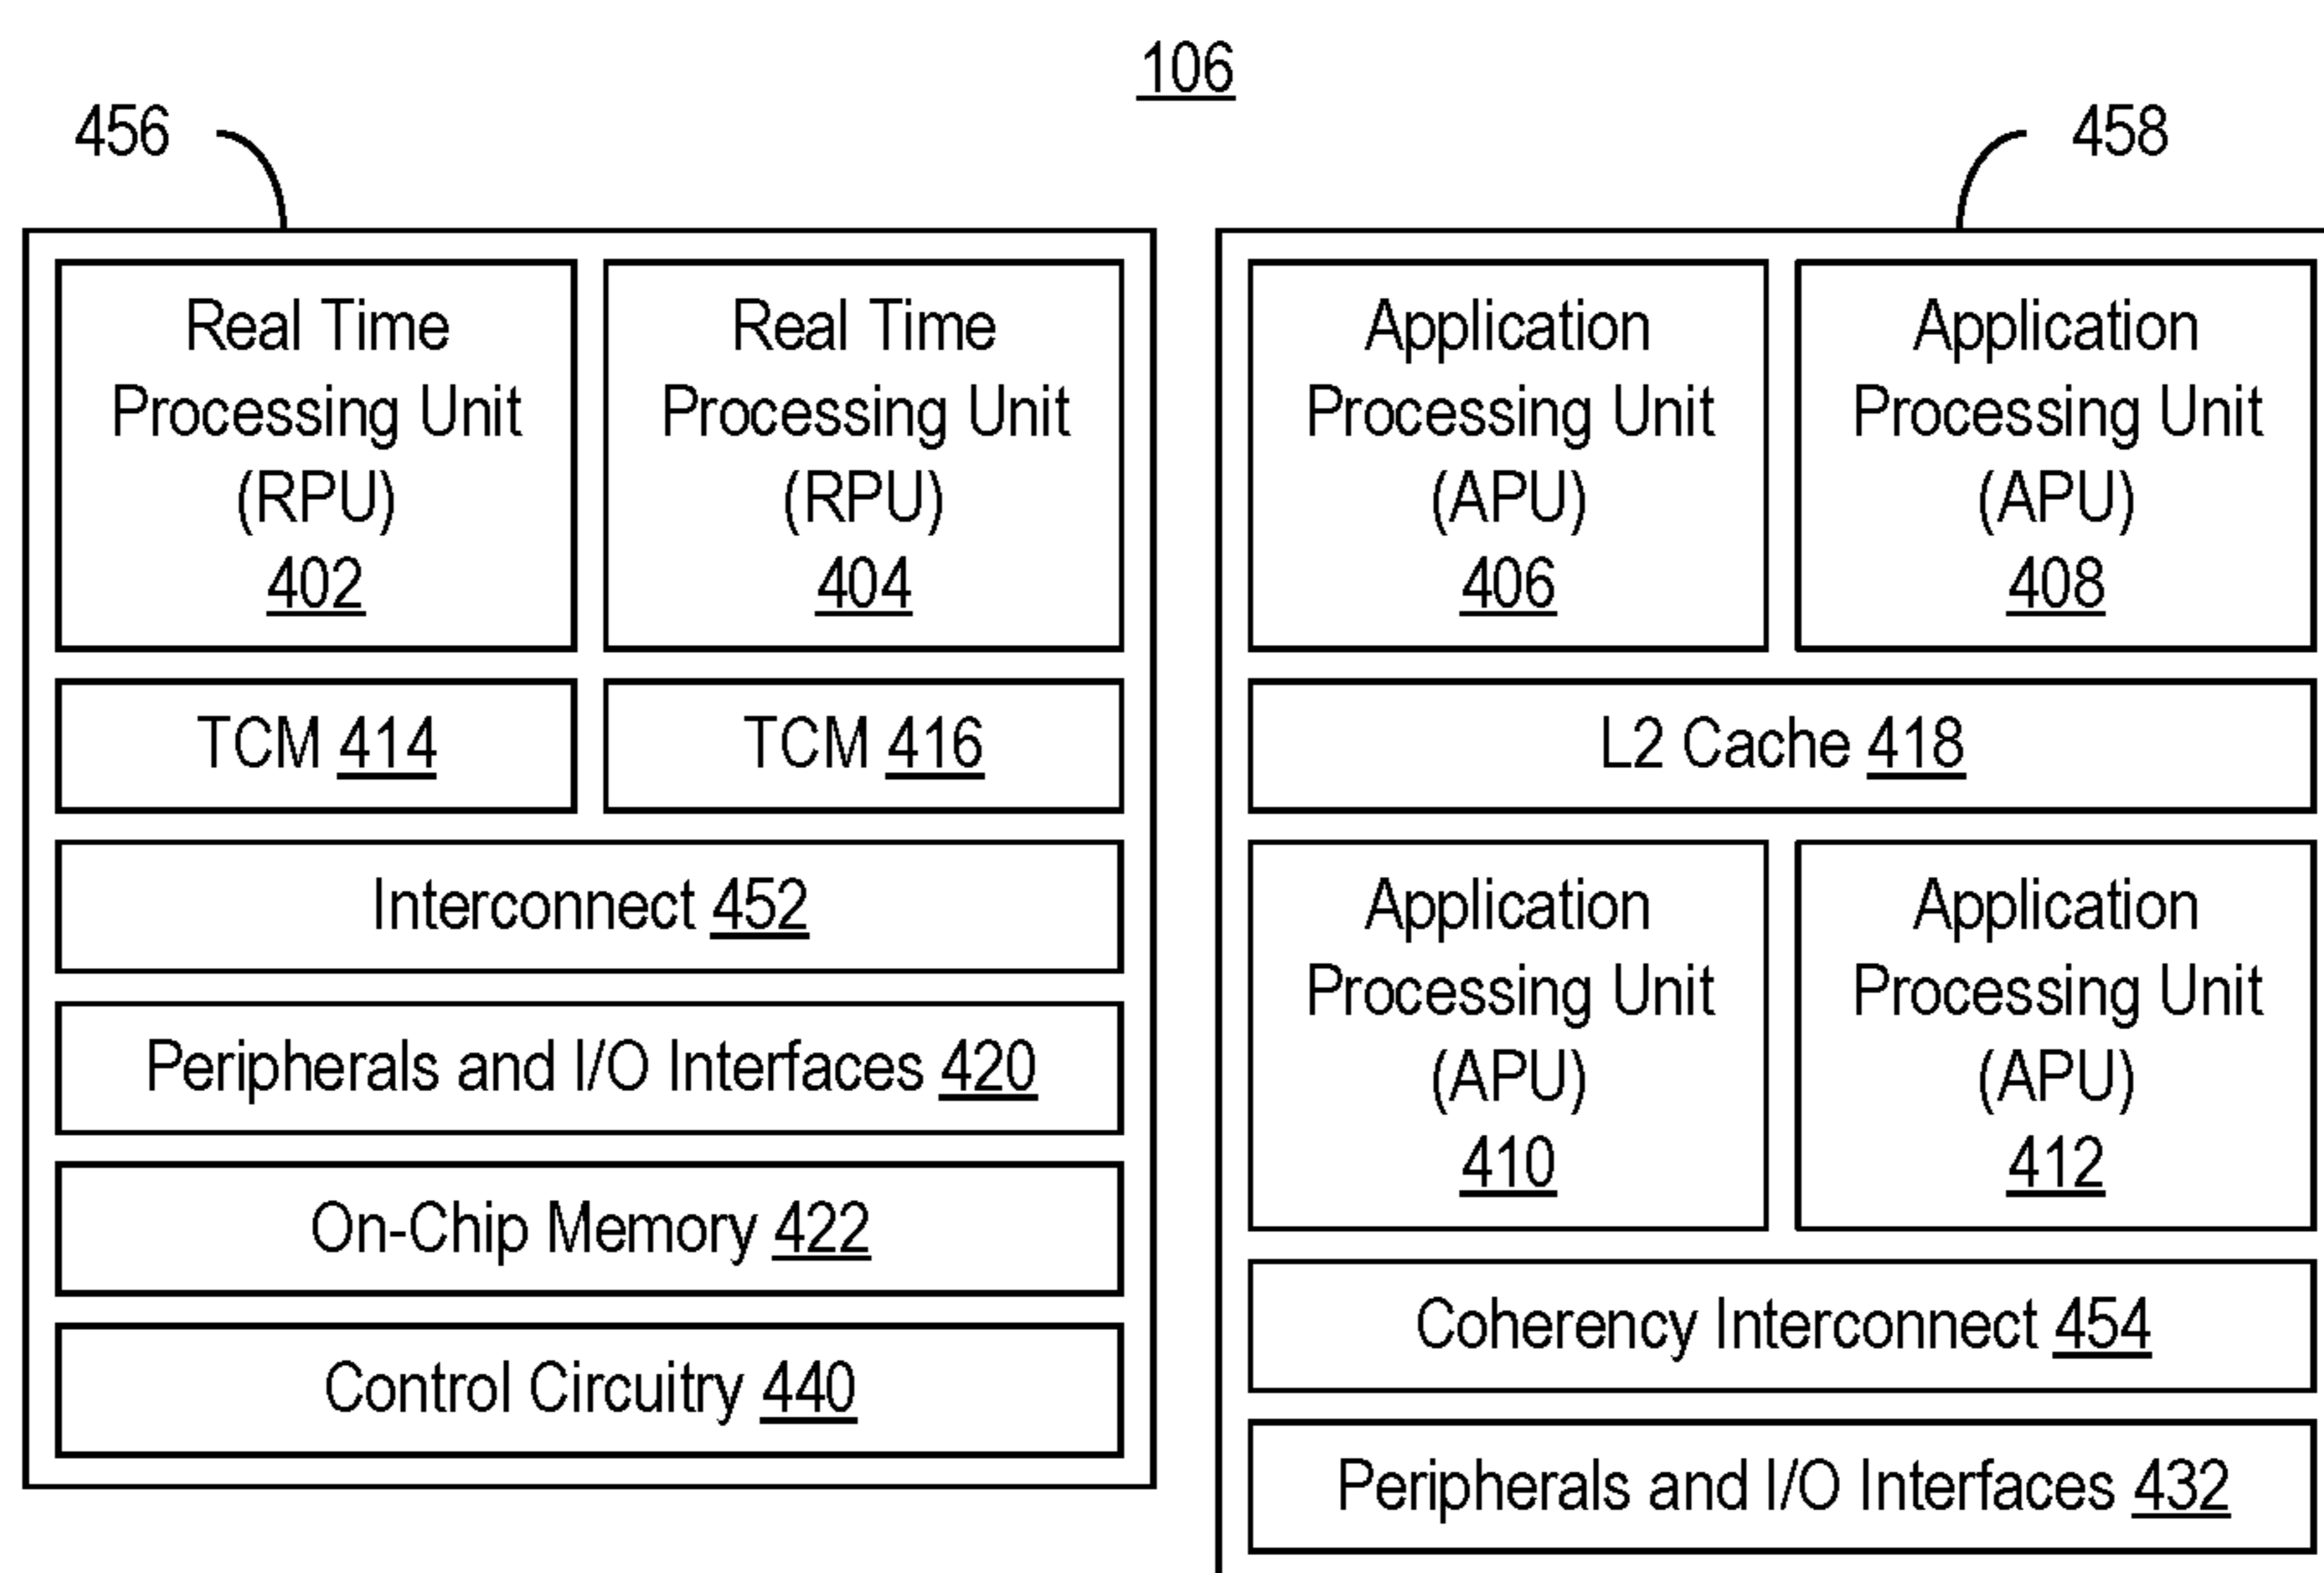 106
456
458
Real Time
Processing Unit
(RPU)
402
Real Time
Processing Unit
(RPU)
404
TCM 414
TCM 416
Interconnect 452
Peripherals and I/O Interfaces 420
On-Chip Memory 422
Control Circuitry 440
Application
Processing Unit
(APU)
406
Application
Processing Unit
(APU)
408
L2 Cache 418
Application
Processing Unit
(APU)
410
Application
Processing Unit
(APU)
412
Coherency Interconnect 454
Peripherals and I/O Interfaces 432